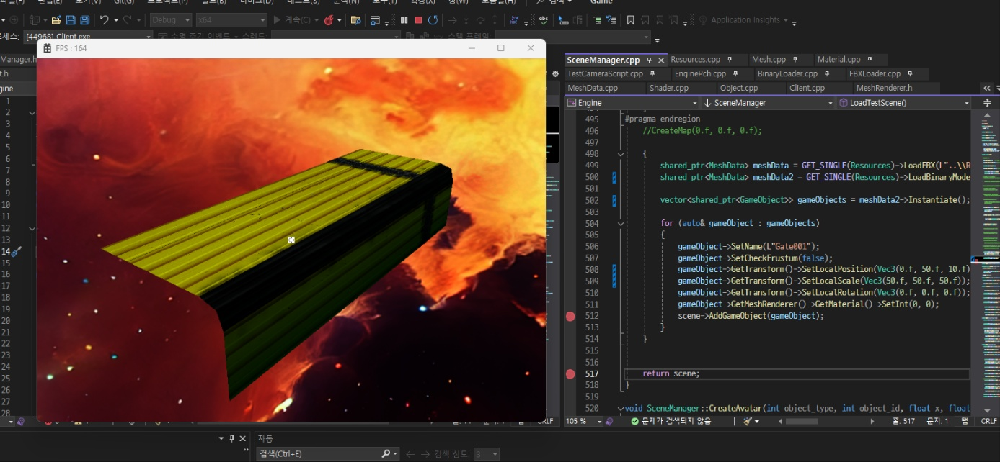 Game
Debug
x64
계속(C)
Application Insights
[44968] Client.exe
수명 주기 이벤트
스레드:
스택 프레임:
FPS : 164
Manager.h
SceneManager.cpp
Resources.cpp
Mesh.cpp
Material.cpp
t.h
TestCameraScript.cpp
EnginePch.cpp
BinaryLoader.cpp
FBXLoader.cpp
MeshData.cpp
Shader.cpp
Object.cpp
Client.cpp
MeshRenderer.h
Engine
SceneManager
LoadTestScene()
1
2
3
4
5
6
7
8
9
10
11
12
13
14
15
16
17
18
19
20
21
22
23
24
25
26
27
28
495 #pragma endregion
496 //CreateMap(0.f, 0.f, 0.f);
497
498 {
499 shared_ptr<MeshData> meshData = GET_SINGLE(Resources)->LoadFBX(L"..\\R
500 shared_ptr<MeshData> meshData2 = GET_SINGLE(Resources)->LoadBinaryMode
501
502 vector<shared_ptr<GameObject>> gameObjects = meshData2->Instantiate();
503
504 for (auto& gameObject : gameObjects)
505 {
506 gameObject->SetName(L"Gate001");
507 gameObject->SetCheckFrustum(false);
508 gameObject->GetTransform()->SetLocalPosition(Vec3(0.f, 50.f, 10.f)
509 gameObject->GetTransform()->SetLocalScale(Vec3(50.f, 50.f, 50.f));
510 gameObject->GetTransform()->SetLocalRotation(Vec3(0.f, 0.f, 0.f));
511 gameObject->GetMeshRenderer()->GetMaterial()->SetInt(0, 0);
512 scene->AddGameObject(gameObject);
513 }
514 }
515
516
517 return scene;
518 }
519
520 void SceneManager::CreateAvatar(int object_type, int object_id, float x, float
105 %
문제가 검색되지 않음
줄: 517
문자: 1
탭
CRLF
자동
검색(Ctrl+E)
검색 심도:
3